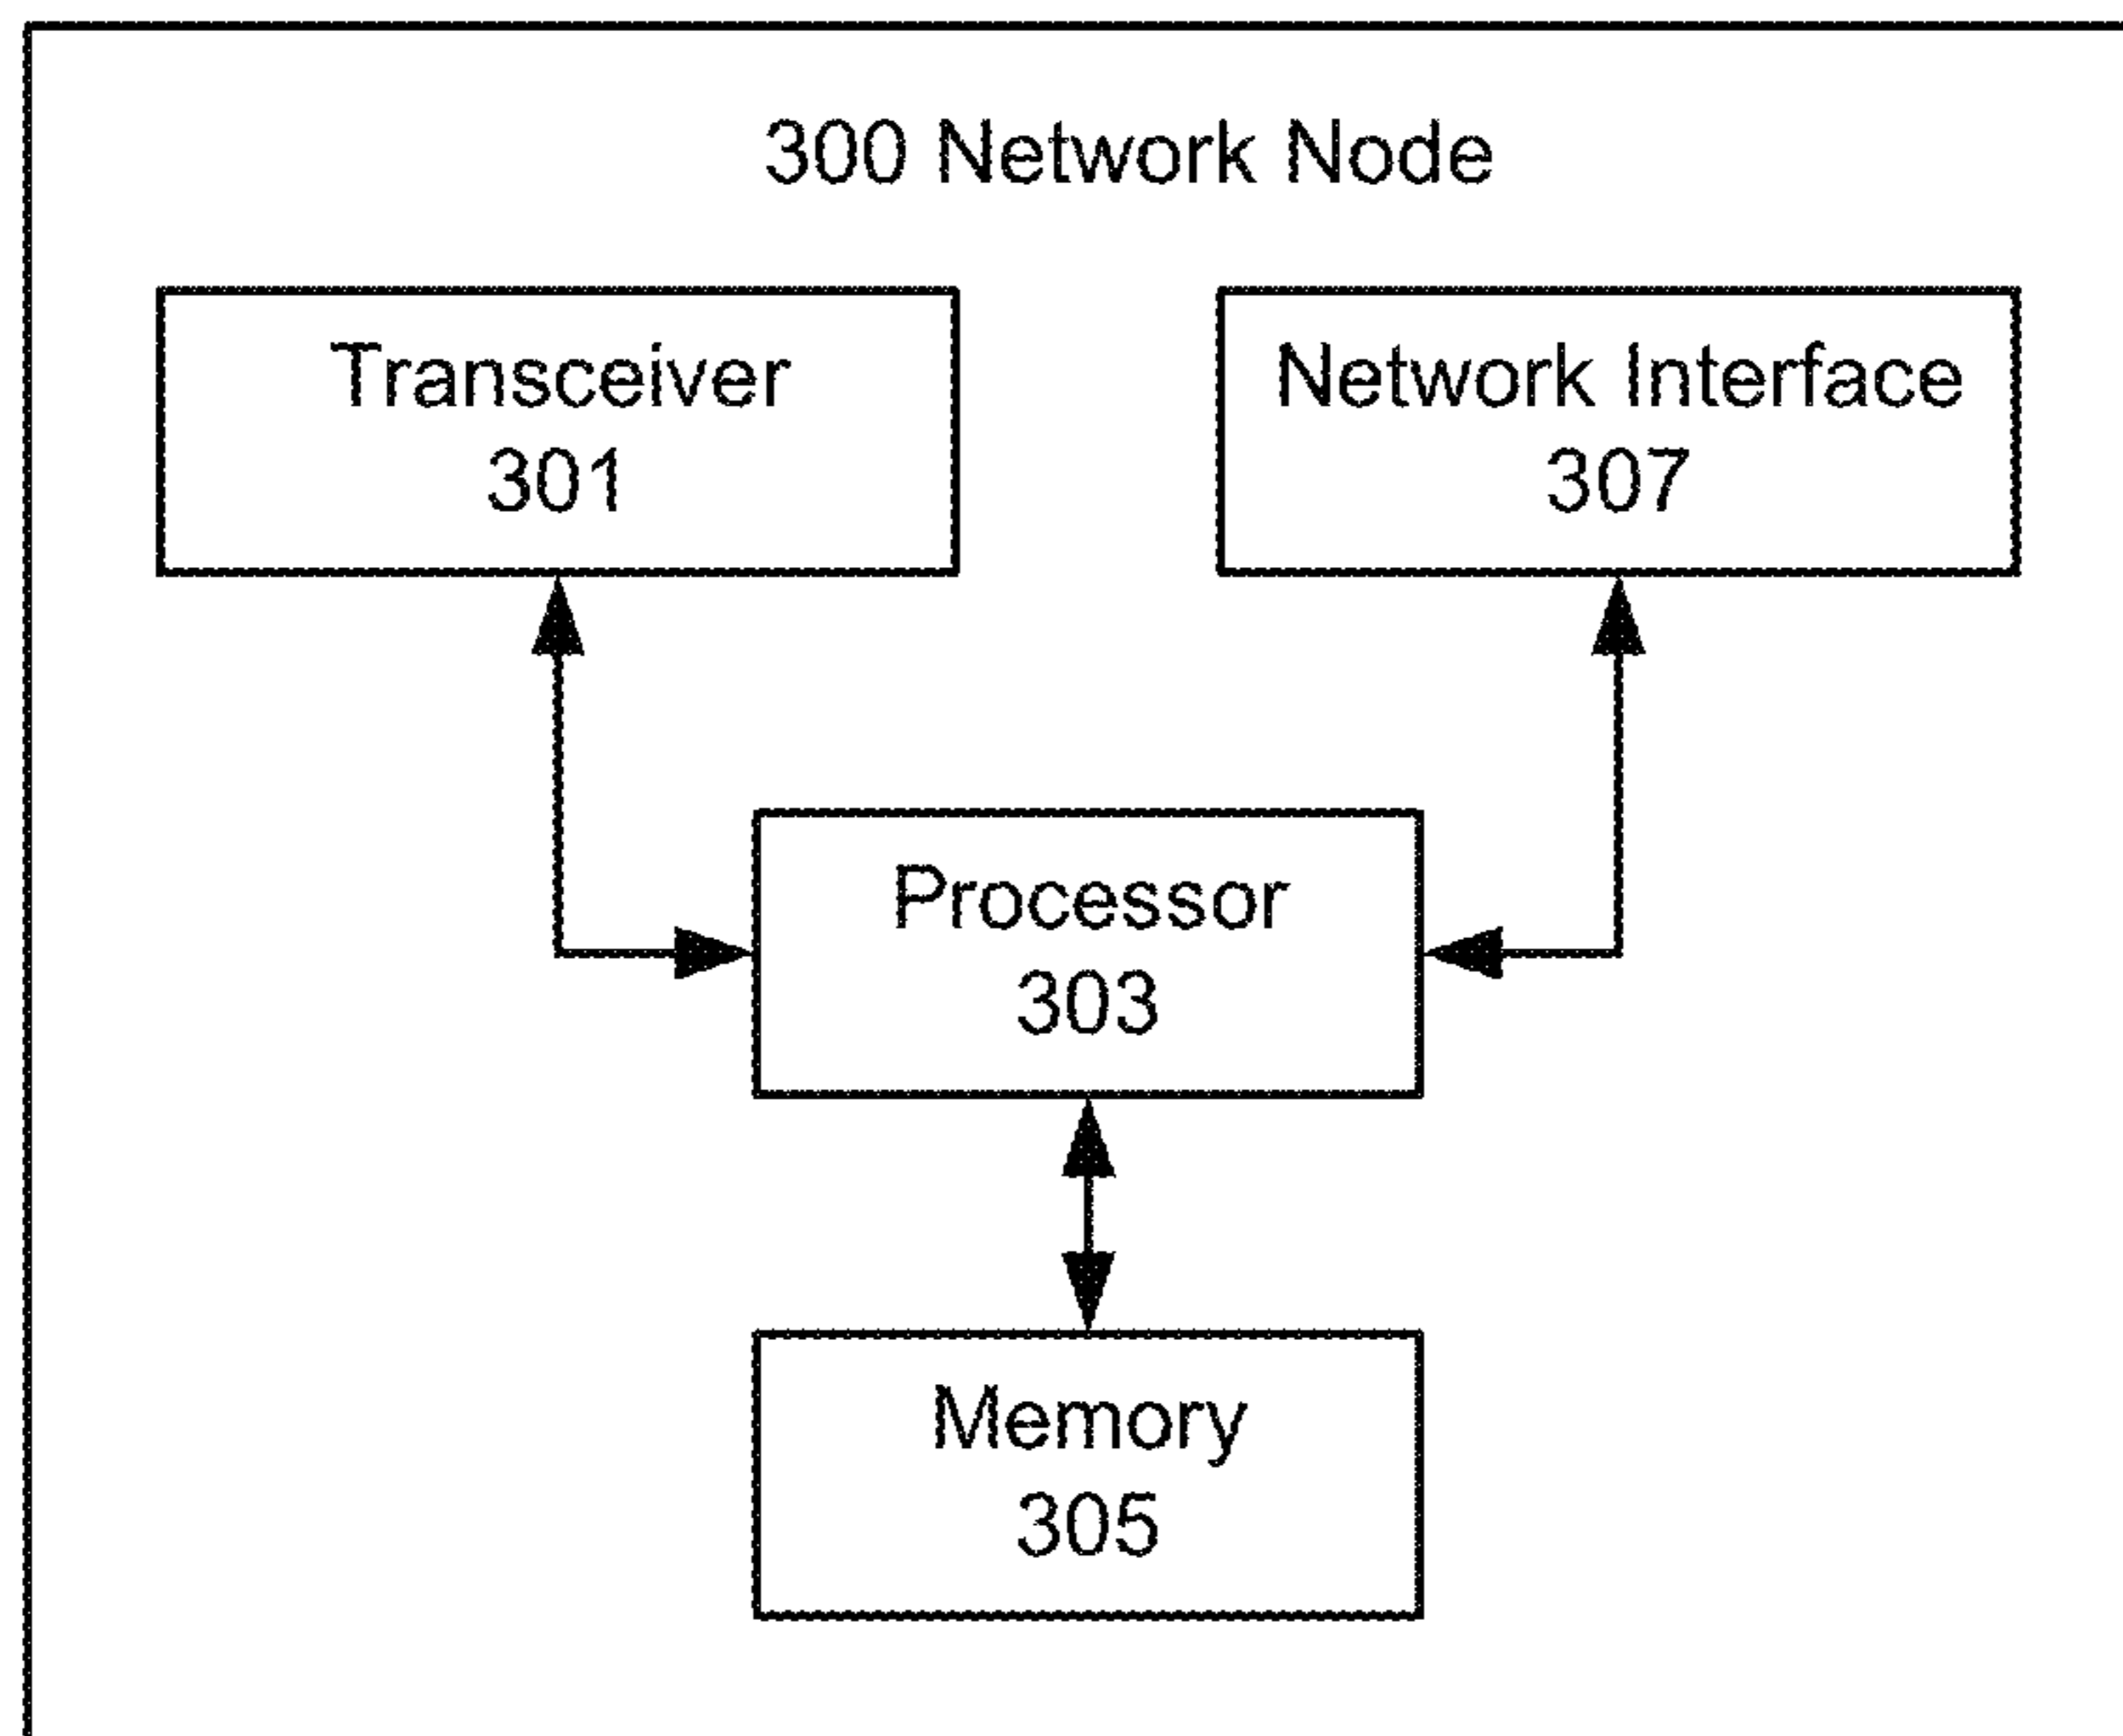 300 Network Node
Transceiver
301
Network Interface
307
Processor
303
Memory
305